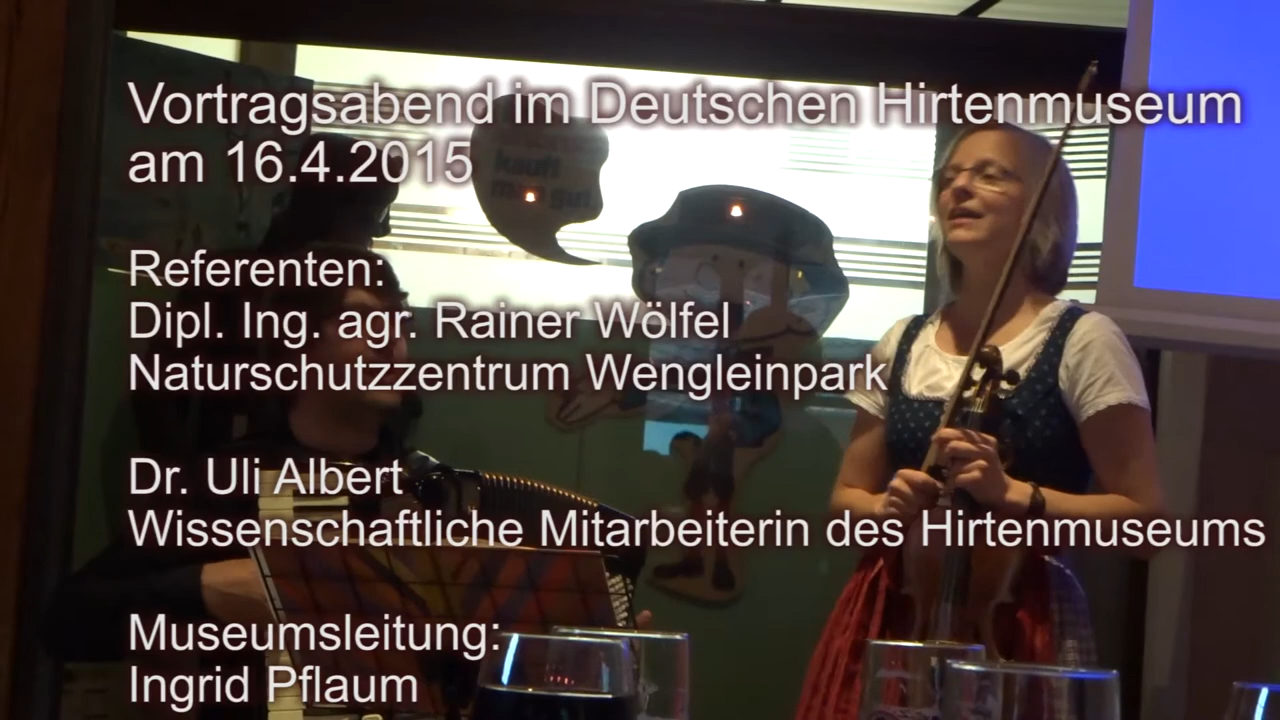 Vortragsabend im Deutschen Hirtenmuseum
am 16.4.2015
kauft
Referenten:
Dipl. Ing. agr. Rainer Wölfel
Naturschutzzentrum Wengleinpark
Dr. Uli Albert
Wissenschaftliche Mitarbeiterin des Hirtenmuseums
Museumsleitung:
Ingrid Pflaum